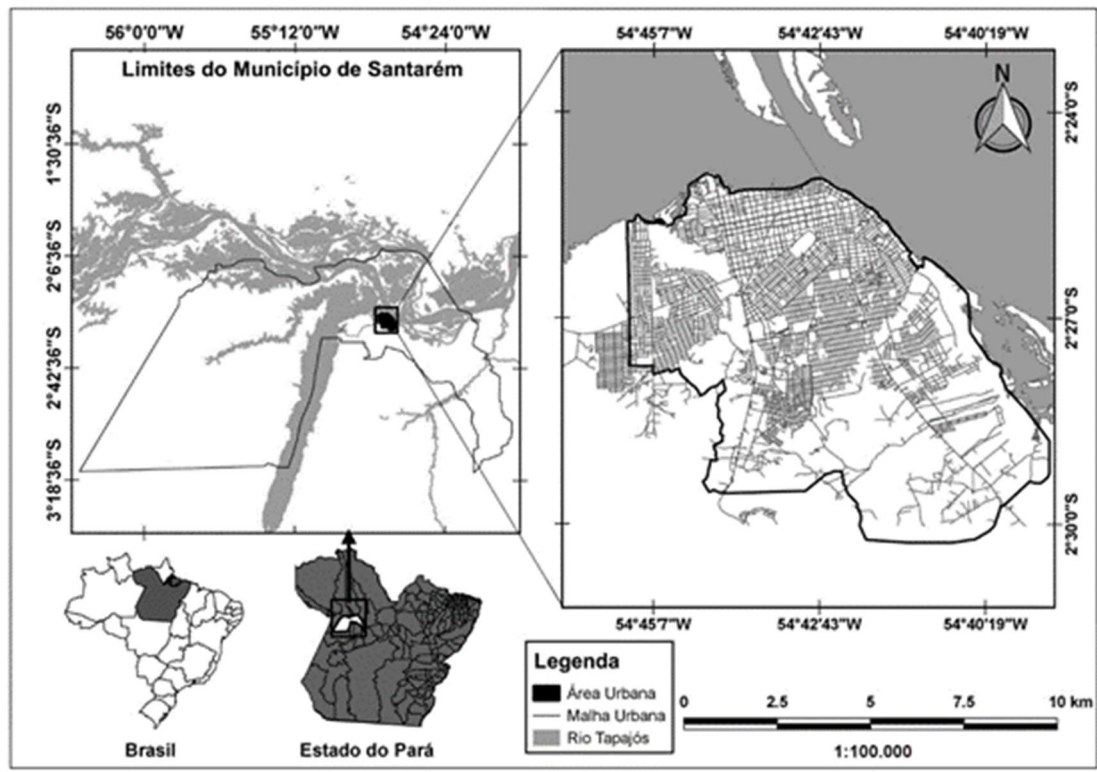 56°0'0"W 55°12'0"W 54°24'0"W
Limites do Município de Santarém
1°30'36"S
2°6'36"S
2°42'36"S
3°18'36"S
54°45'7"W 54°42'43"W 54°40'19"W
N
2°24'0"S
2°27'0"S
2°30'0"S
54°45'7"W 54°42'43"W 54°40'19"W
Brasil
Estado do Pará
Legenda
Área Urbana
Malha Urbana
Rio Tapajós
0 2.5 5 7.5 10 km
1:100.000